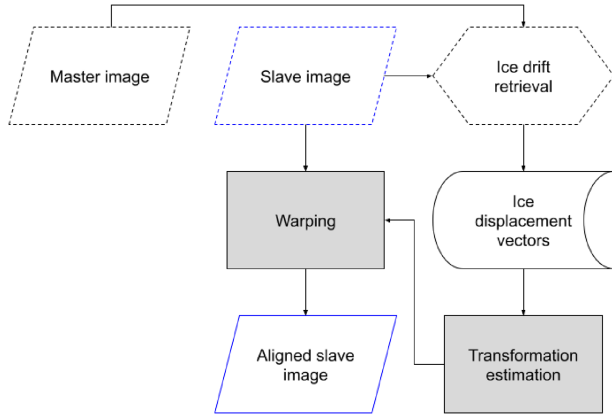 Master image
Slave image
Ice drift
retrieval
Warping
Ice
displacement
vectors
Aligned slave
image
Transformation
estimation